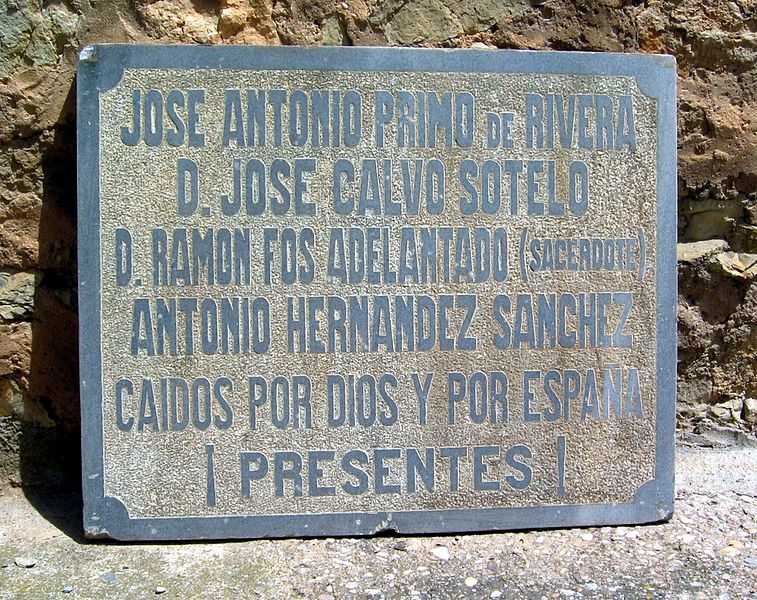 JOSE ANTONIO PRIMO DE RIVERA
D. JOSE CALVO SOTELO
D. RAMON FOS ADELANTADO (SACERDOTE)
ANTONIO HERNANDEZ SANCHEZ
CAIDOS POR DIOS Y POR ESPAÑA
¡PRESENTES!